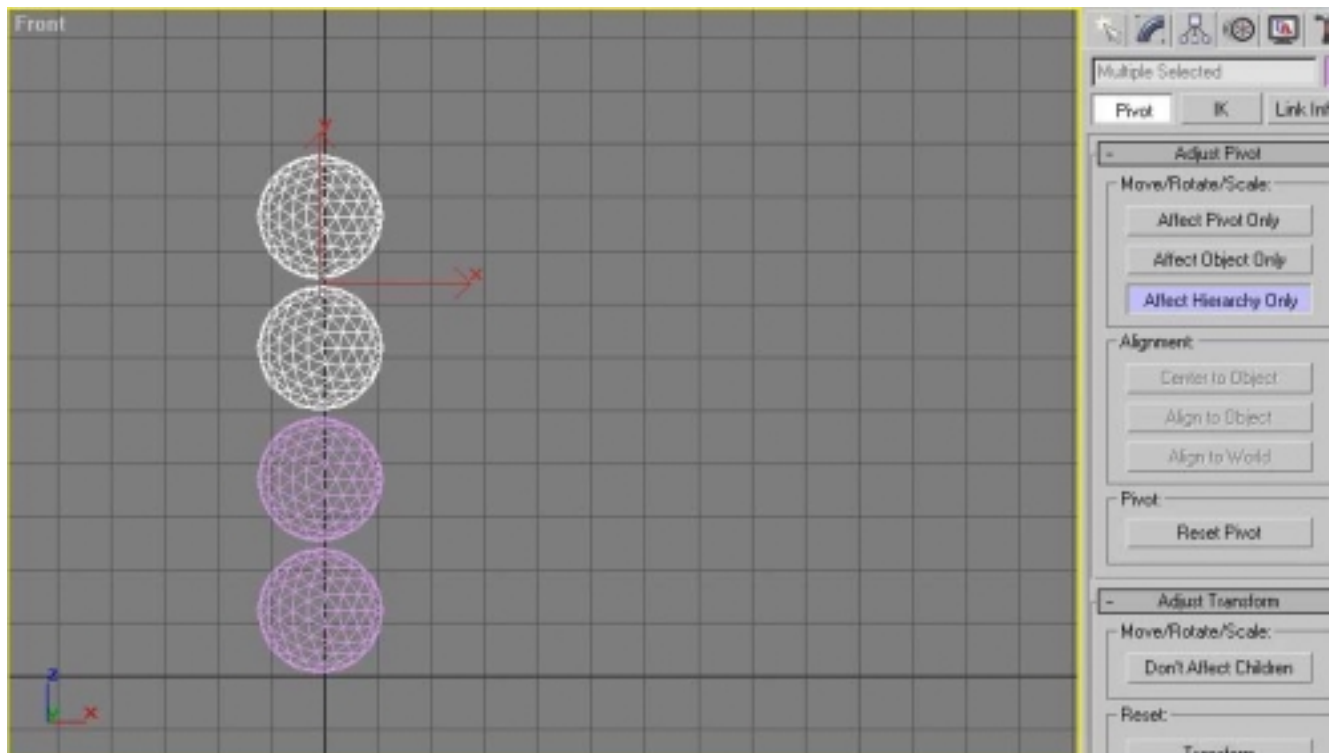 Front
Multiple Selected
Pivot
IK
Link Inf
- Adjust Pivot
Move/Rotate/Scale:
Affect Pivot Only
Affect Object Only
Affect Hierarchy Only
Alignment:
Center to Object
Align to Object
Align to World
Pivot:
Reset Pivot
- Adjust Transform
Move/Rotate/Scale:
Don't Affect Children
Reset:
Transform
y
x
z
x